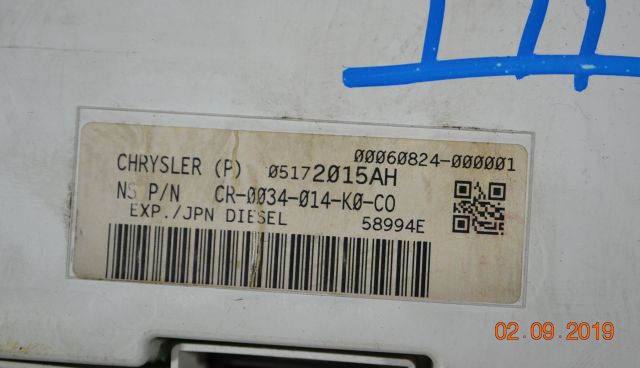 00060824-000001
CHRYSLER (P) 05172015AH
NS P/N CR-0034-014-K0-C0
EXP./JPN DIESEL 58994E
02.09.2019